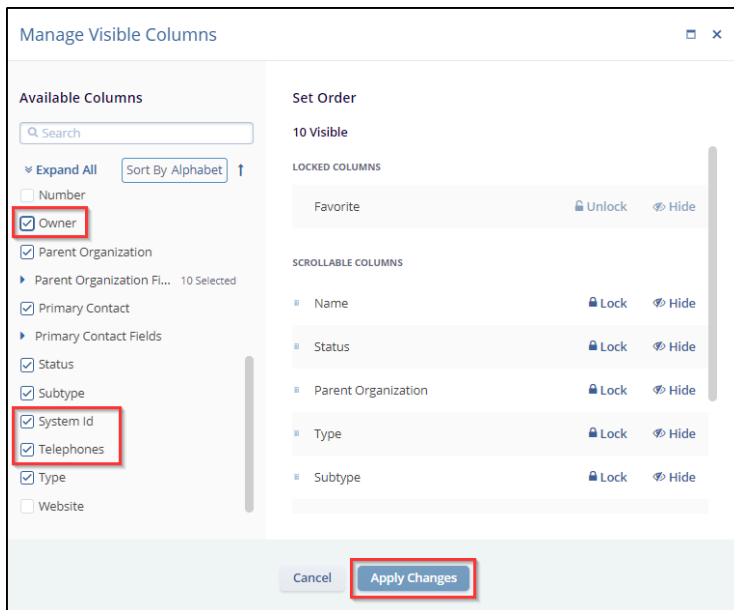 Manage Visible Columns
Available Columns
Search
Expand All
Sort By Alphabet
Number
Owner
Parent Organization
Parent Organization Fi... 10 Selected
Primary Contact
Primary Contact Fields
Status
Subtype
System Id
Telephones
Type
Website
Set Order
10 Visible
LOCKED COLUMNS
Favorite Unlock Hide
SCROLLABLE COLUMNS
Name Lock Hide
Status Lock Hide
Parent Organization Lock Hide
Type Lock Hide
Subtype Lock Hide
Cancel
Apply Changes